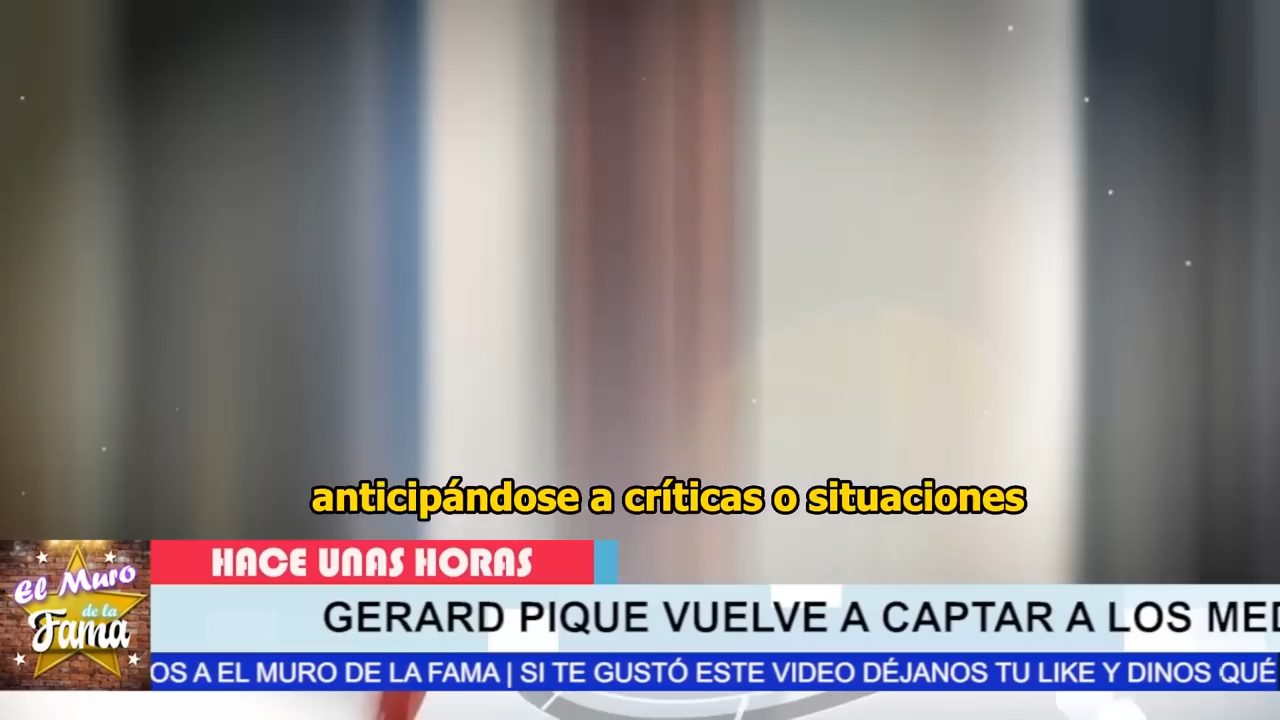 anticipándose a críticas o situaciones
HACE UNAS HORAS
El Muro
de la
Fama
GERARD PIQUE VUELVE A CAPTAR A LOS
OS A EL MURO DE LA FAMA | SI TE GUSTÓ ESTE VIDEO DÉJANOS TU LIKE Y DINOS QUÉ